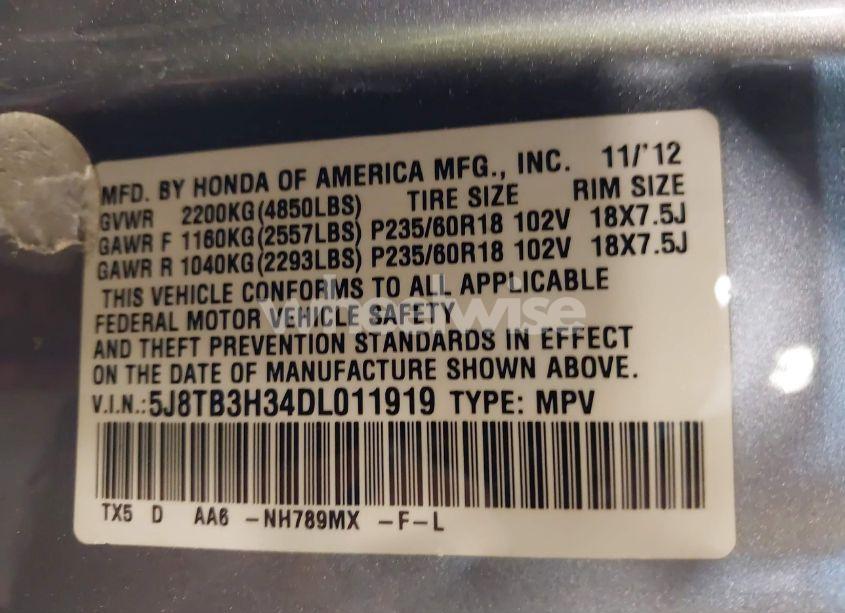 MFD. BY HONDA OF AMERICA MFG., INC. 11/'12
GVWR 2200KG(4850LBS) TIRE SIZE RIM SIZE
GAWR F 1160KG(2557LBS) P235/60R18 102V 18X7.5J
GAWR R 1040KG(2293LBS) P235/60R18 102V 18X7.5J
THIS VEHICLE CONFORMS TO ALL APPLICABLE
FEDERAL MOTOR VEHICLE SAFETY
AND THEFT PREVENTION STANDARDS IN EFFECT
ON THE DATE OF MANUFACTURE SHOWN ABOVE.
V.I.N.:5J8TB3H34DL011919 TYPE: MPV
TX5 D AA6 -NH789MX -F-L
wheelwise